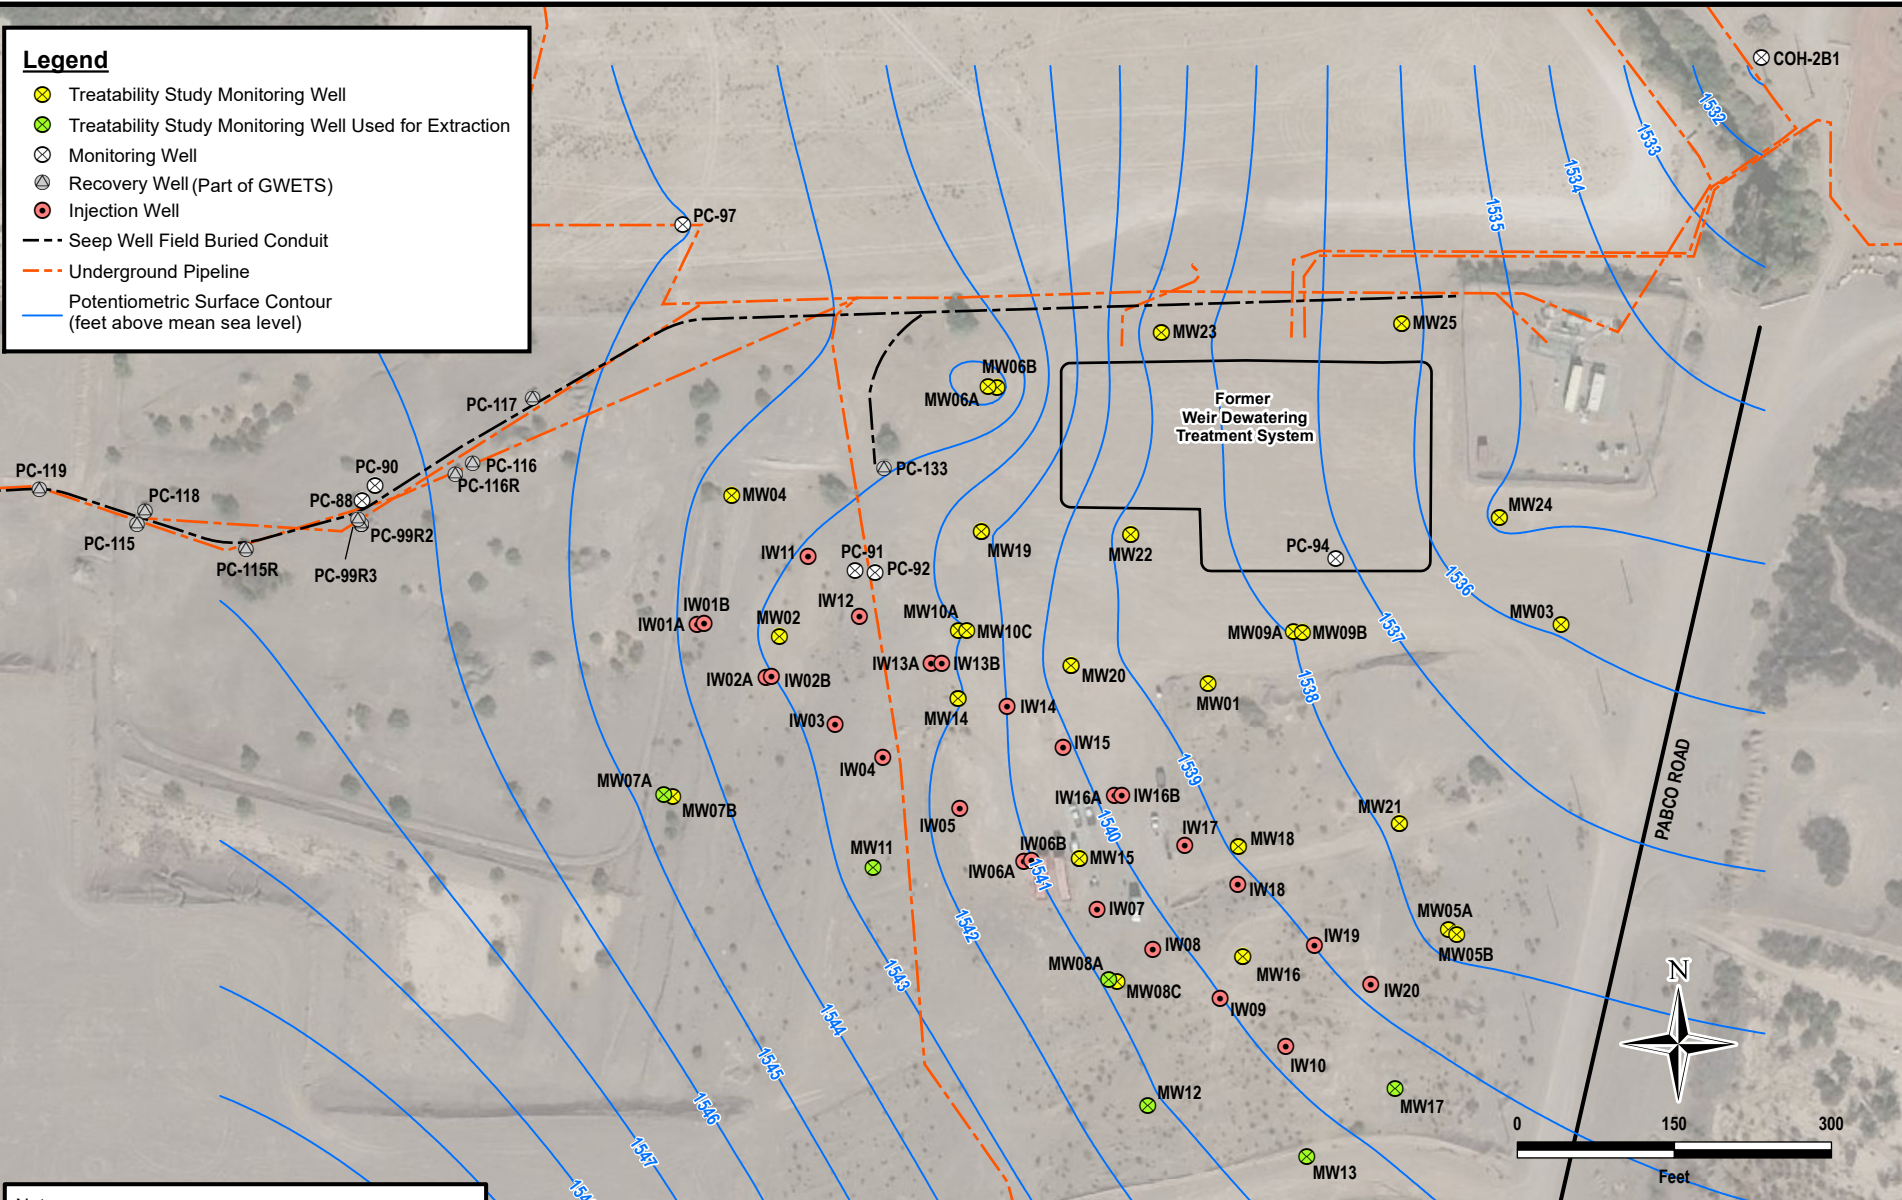 Legend
Treatability Study Monitoring Well
Treatability Study Monitoring Well Used for Extraction
Monitoring Well
Recovery Well (Part of GWETS)
Injection Well
Seep Well Field Buried Conduit
Underground Pipeline
Potentiometric Surface Contour
(feet above mean sea level)
COH-2B1
1532
1533
1534
1535
PC-97
MW23
MW25
MW06B
MW06A
Former
Weir Dewatering
Treatment System
PC-117
PC-133
PC-116
PC-116R
PC-119
PC-90
PC-88
PC-118
PC-115
PC-99R2
PC-115R
PC-99R3
MW04
MW24
MW19
MW22
PC-94
IW11
PC-91
PC-92
1536
IW01B
IW01A
MW02
IW12
MW10A
MW10C
MW03
1537
MW09A
MW09B
IW13A
IW13B
MW20
IW02A
IW02B
1538
MW01
MW14
IW14
IW03
IW15
IW04
1539
PABCO ROAD
MW07A
MW07B
IW16A
IW16B
IW05
MW21
1540
IW17
MW18
MW11
IW06B
IW06A
MW15
1541
IW18
IW07
MW05A
MW05B
1542
IW08
IW19
MW08A
MW08C
MW16
1543
IW20
IW09
N
1544
IW10
1545
MW12
MW17
1546
0
150
300
Feet
1547
MW13